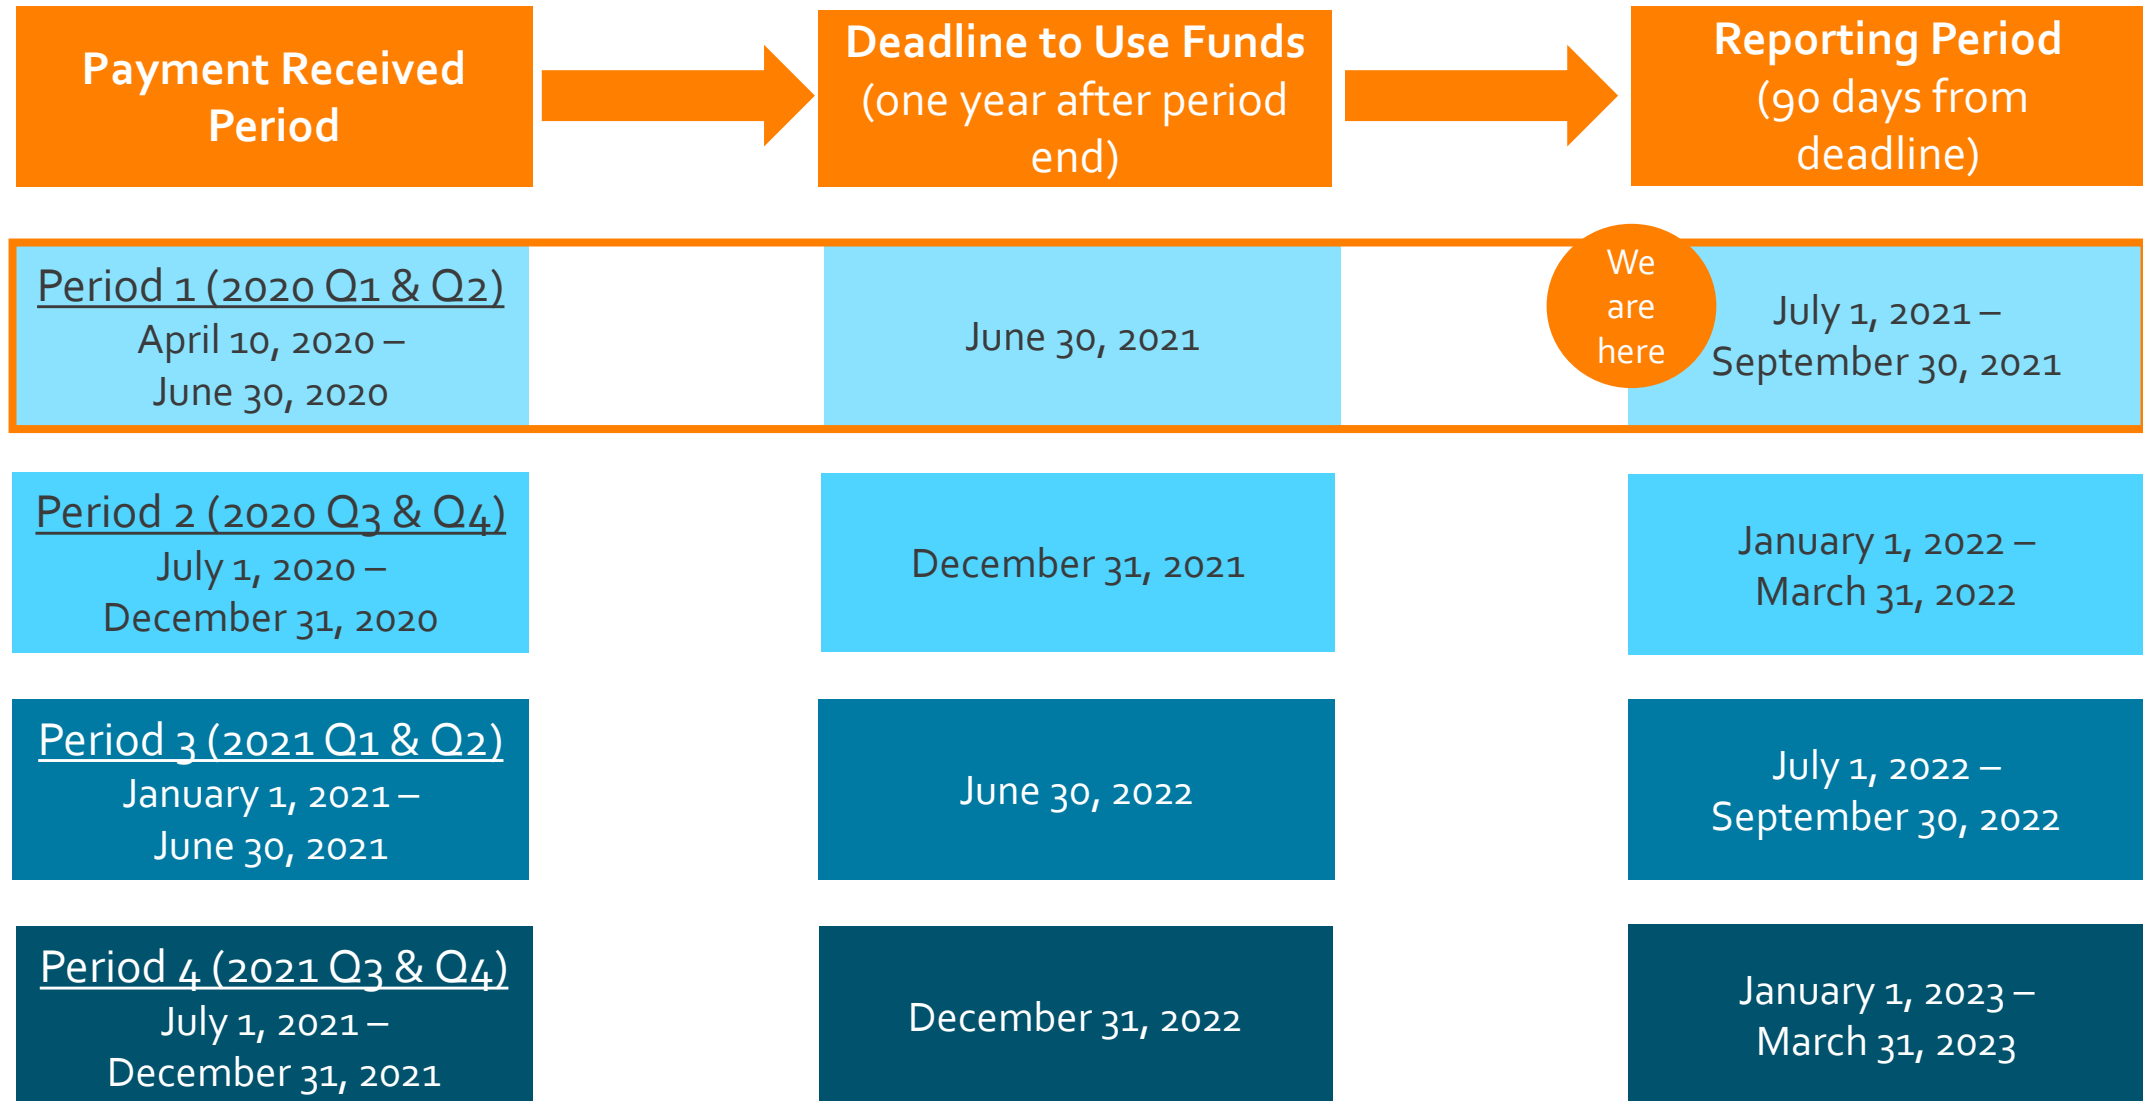 Payment Received
Period
Deadline to Use Funds
(one year after period
end)
Reporting Period
(90 days from
deadline)
Period 1 (2020 Q1 & Q2)
April 10, 2020 –
June 30, 2020
June 30, 2021
We
are
here
July 1, 2021 –
September 30, 2021
Period 2 (2020 Q3 & Q4)
July 1, 2020 –
December 31, 2020
December 31, 2021
January 1, 2022 –
March 31, 2022
Period 3 (2021 Q1 & Q2)
January 1, 2021 –
June 30, 2021
June 30, 2022
July 1, 2022 –
September 30, 2022
Period 4 (2021 Q3 & Q4)
July 1, 2021 –
December 31, 2021
December 31, 2022
January 1, 2023 –
March 31, 2023